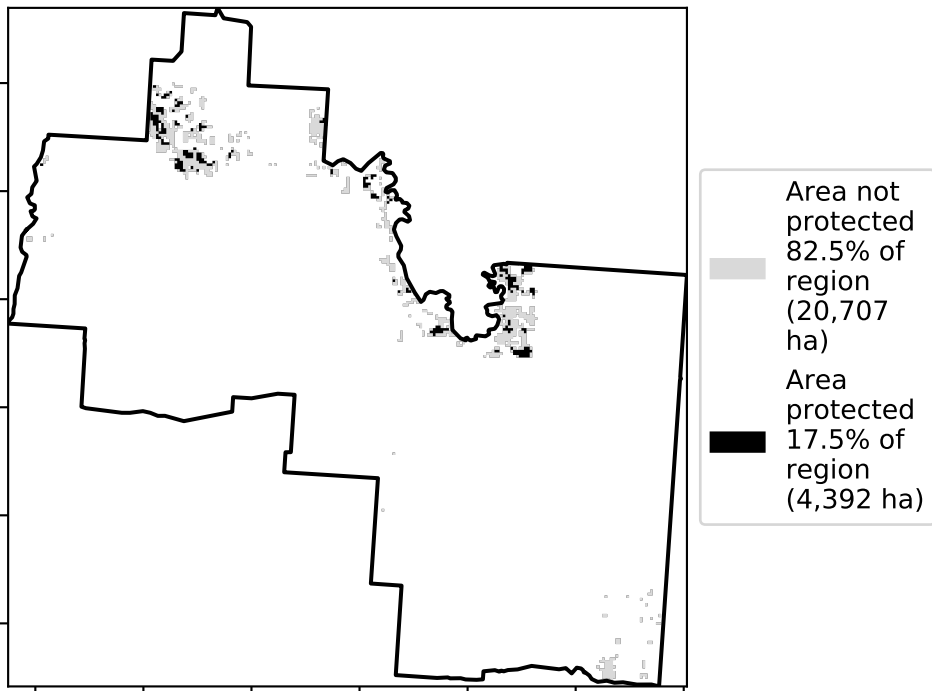 Area not
protected
82.5% of
region
(20,707
ha)
Area
protected
17.5% of
region
(4,392 ha)